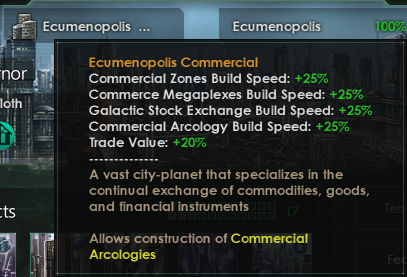 Ecumenopolis ...
Ecumenopolis
100%
Ecumenopolis Commercial
Commercial Zones Build Speed: +25%
Commerce Megaplexes Build Speed: +25%
Galactic Stock Exchange Build Speed: +25%
Commercial Arcology Build Speed: +25%
Trade Value: +20%
--------------
A vast city-planet that specializes in the
continual exchange of commodities, goods,
and financial instruments
17
Allows construction of Commercial
Arcologies